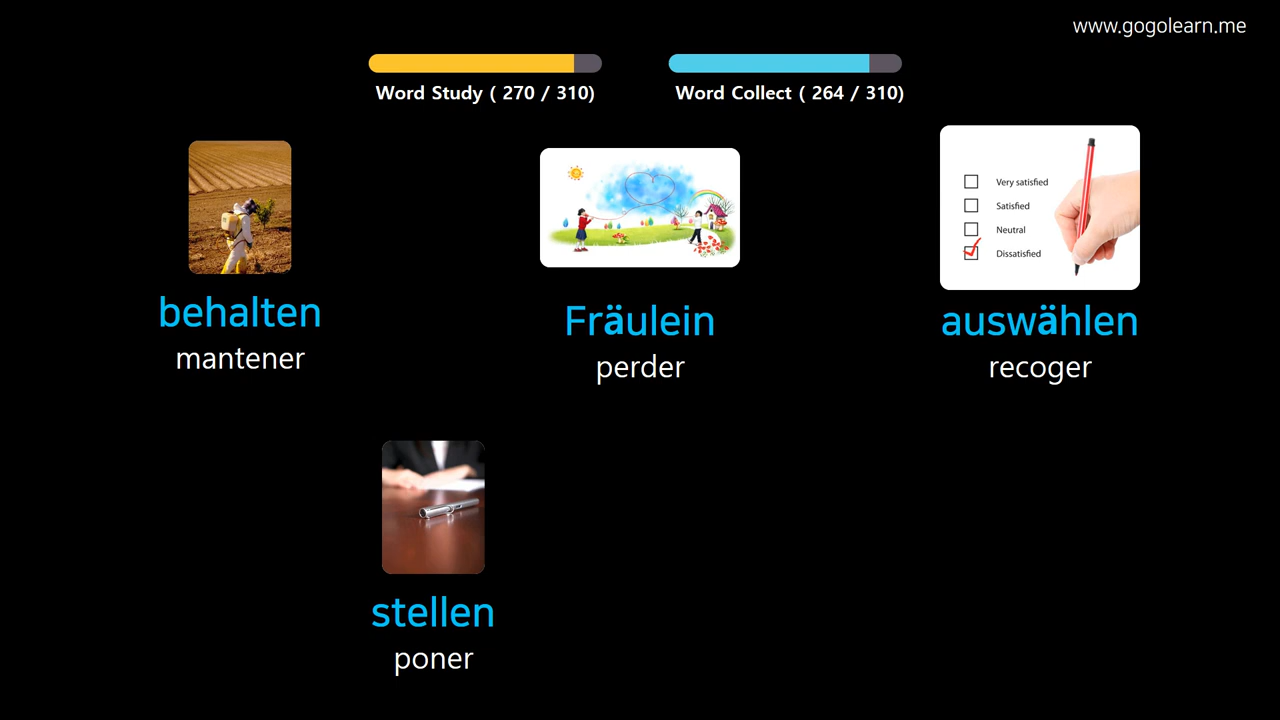 www.gogolearn.me
Word Study ( 270 / 310)
Word Collect ( 264 / 310)
Very satisfied
Satisfied
Neutral
Dissatisfied
behalten
mantener
Fräulein
perder
auswählen
recoger
stellen
poner